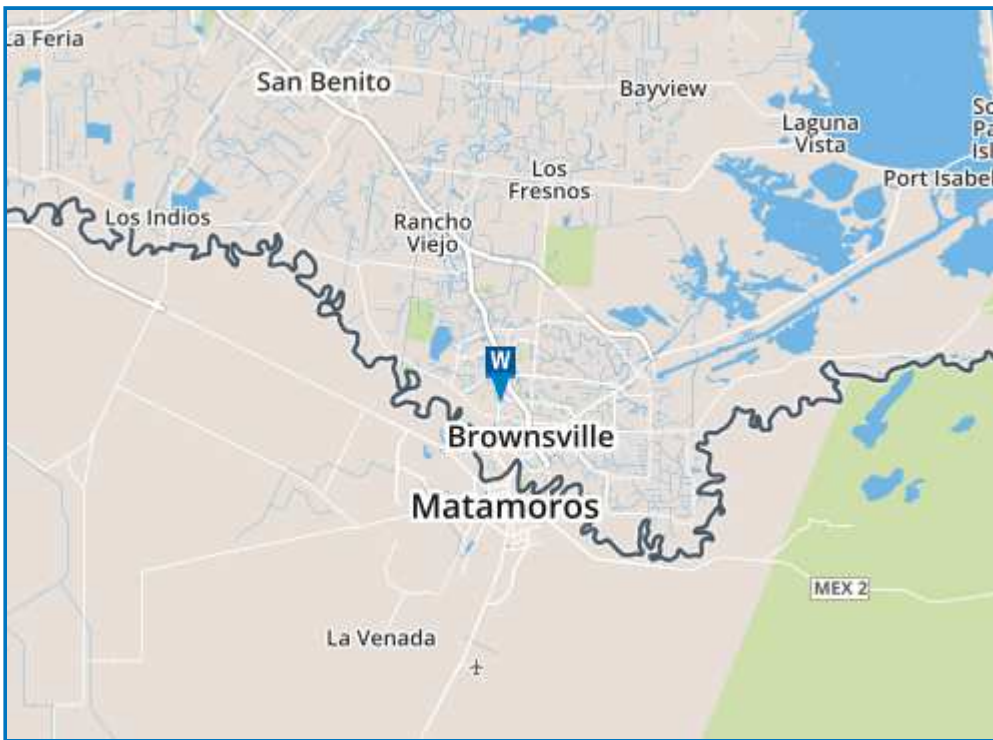 La Feria
San Benito
Bayview
Laguna
Vista
Los
Fresnos
Port Isabel
Los Indios
Rancho
Viejo
W
Brownsville
Matamoros
MEX 2
La Venada